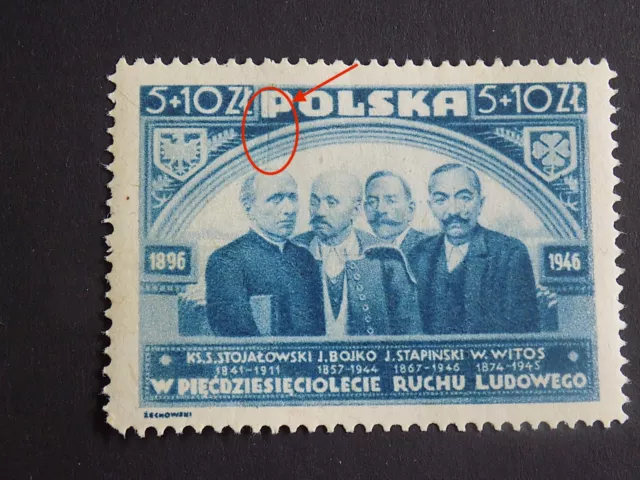 5+10 ZŁ POLSKA 5+10 ZŁ
1896 1946
KS.S.STOJAŁOWSKI J.BOJKO J.STAPIŃSKI W.WITOS
1841-1911 1857-1944 1867-1946 1874-1945
W PIĘĆDZIESIĘCIOLECIE RUCHU LUDOWEGO
ŻECHOWSKI